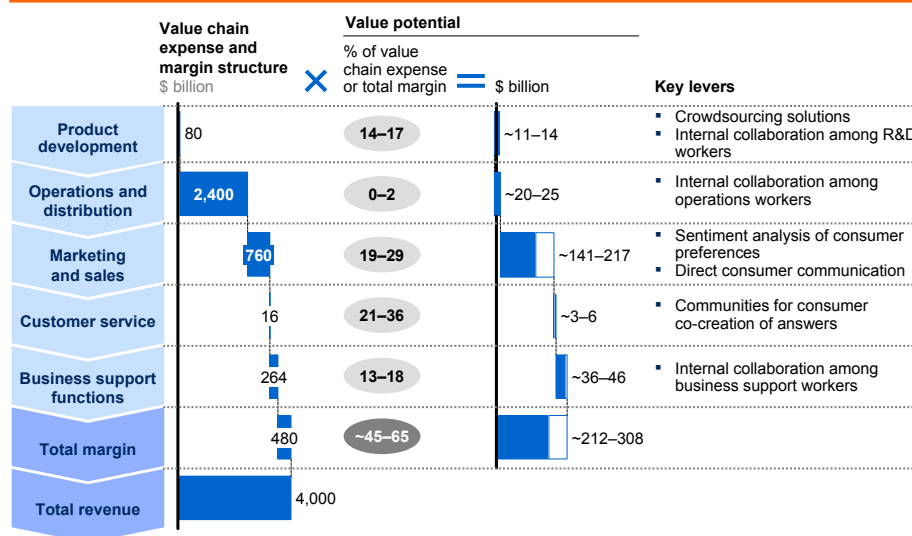 Value chain
expense and
margin structure
$ billion
Value potential
% of value
chain expense
or total margin
$ billion
Key levers
Product
development
80
14–17
~11–14
▪ Crowdsourcing solutions
▪ Internal collaboration among R&D
workers
Operations and
distribution
2,400
0–2
~20–25
▪ Internal collaboration among
operations workers
Marketing
and sales
760
19–29
~141–217
▪ Sentiment analysis of consumer
preferences
▪ Direct consumer communication
Customer service
16
21–36
~3–6
▪ Communities for consumer
co-creation of answers
Business support
functions
264
13–18
~36–46
▪ Internal collaboration among
business support workers
Total margin
480
~45–65
~212–308
Total revenue
4,000